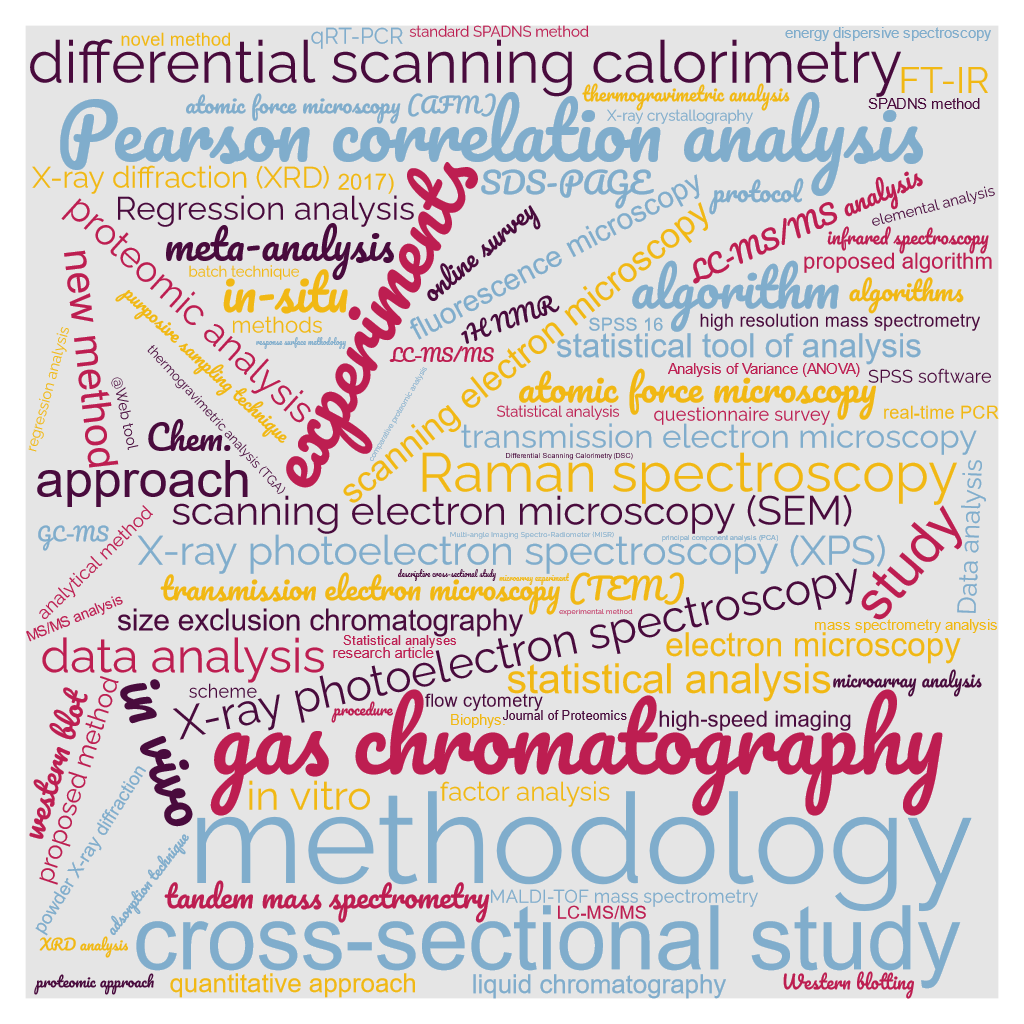 novel method
qRT-PCR
standard SPADNS method
energy dispersive spectroscopy
differential scanning calorimetry
FT-IR
atomic force microscopy (AFM)
thermogravimetric analysis
SPADNS method
X-ray crystallography
Pearson correlation analysis
X-ray diffraction (XRD)
2017)
SDS-PAGE
protocol
LC-MS/MS analysis
elemental analysis
proteomic analysis
Regression analysis
experiments
online survey
fluorescence microscopy
scanning electron microscopy
infrared spectroscopy
proposed algorithm
meta-analysis
batch technique
in-situ
methods
response surface methodology
new method
purposive sampling technique
1H NMR
LC-MS/MS
algorithm
algorithms
SPSS 16
high resolution mass spectrometry
statistical tool of analysis
Analysis of Variance (ANOVA)
SPSS software
regression analysis
@Web tool
thermogravimetric analysis (TGA)
comparative proteomic analysis
atomic force microscopy
Statistical analysis
questionnaire survey
real-time PCR
Chem.
transmission electron microscopy
Differential Scanning Calorimetry (DSC)
approach
Raman spectroscopy
Data analysis
scanning electron microscopy (SEM)
GC-MS
analytical method
Multi-angle Imaging Spectro-Radiometer (MISR)
principal component analysis (PCA)
X-ray photoelectron spectroscopy (XPS)
study
descriptive cross-sectional study
microarray experiment
transmission electron microscopy (TEM)
MS/MS analysis
size exclusion chromatography
experimental method
X-ray photoelectron spectroscopy
mass spectrometry analysis
Statistical analyses
research article
data analysis
electron microscopy
statistical analysis
microarray analysis
in vivo
scheme
procedure
flow cytometry
Biophys
Journal of Proteomics
high-speed imaging
western blot
proposed method
gas chromatography
in vitro
factor analysis
powder X-ray diffraction
adsorption technique
methodology
tandem mass spectrometry
MALDI-TOF mass spectrometry
LC-MS/MS
XRD analysis
cross-sectional study
proteomic approach
quantitative approach
liquid chromatography
Western blotting